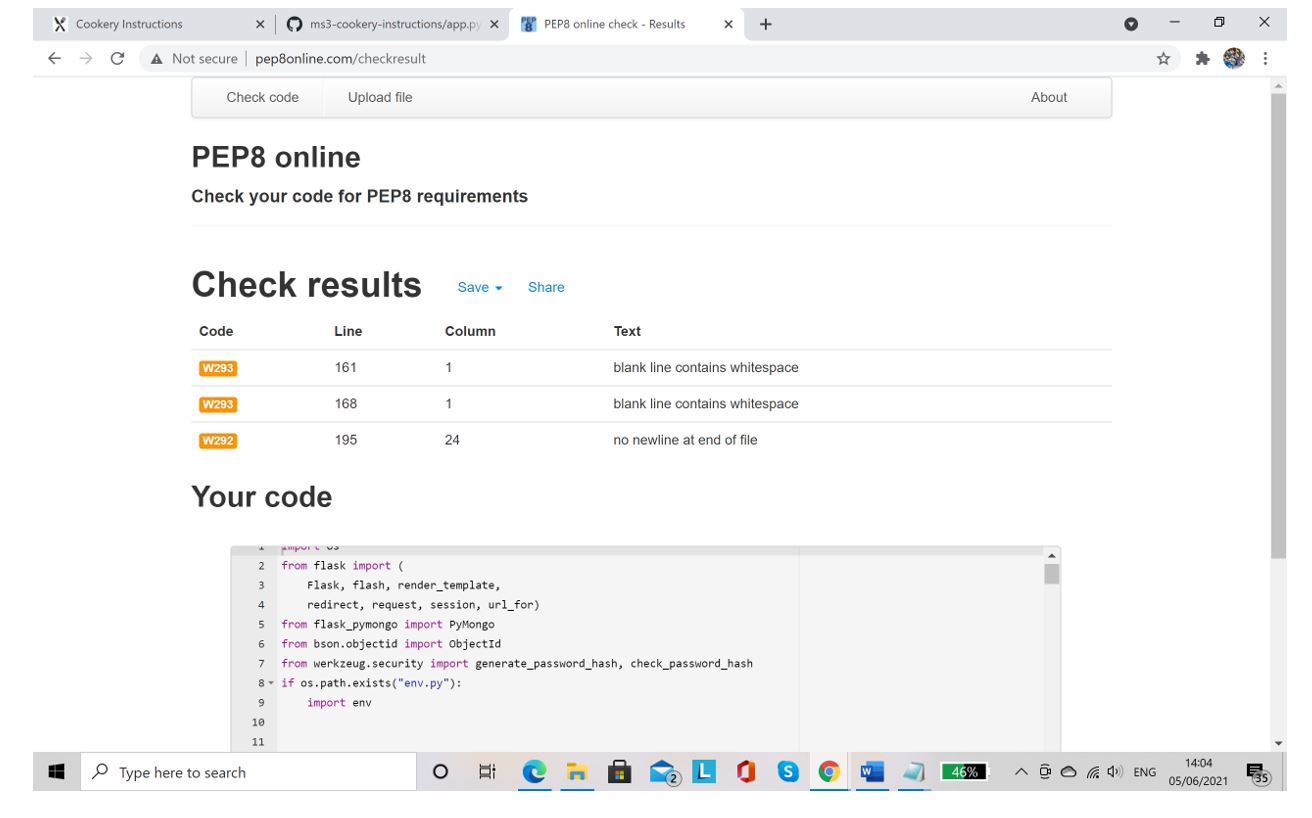 Cookery Instructions
ms3-cookery-instructions/app.py
PEP8 online check - Results
Not secure | pep8online.com/checkresult
Check code Upload file About
PEP8 online
Check your code for PEP8 requirements
Check results Save Share
Code Line Column Text
W293 161 1 blank line contains whitespace
W293 168 1 blank line contains whitespace
W292 195 24 no newline at end of file
Your code
1 import os
2 from flask import (
3 Flask, flash, render_template,
4 redirect, request, session, url_for)
5 from flask_pymongo import PyMongo
6 from bson.objectid import ObjectId
7 from werkzeug.security import generate_password_hash, check_password_hash
8 if os.path.exists("env.py"):
9 import env
10
11
Type here to search
2
L
S
W
46%
ENG
14:04
05/06/2021
35